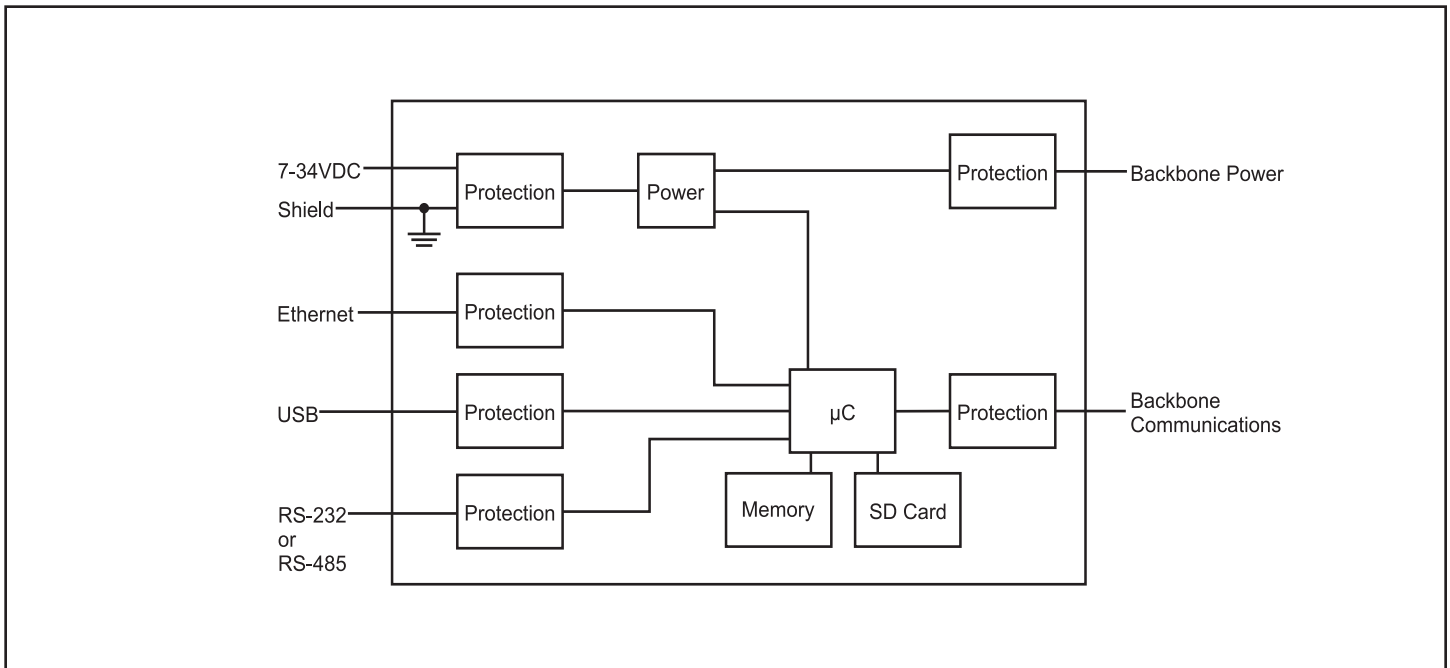 7-34VDC
Shield
Protection
Power
Protection
Backbone Power
Ethernet
Protection
USB
Protection
µC
Protection
Backbone
Communications
RS-232
or
RS-485
Protection
Memory
SD Card